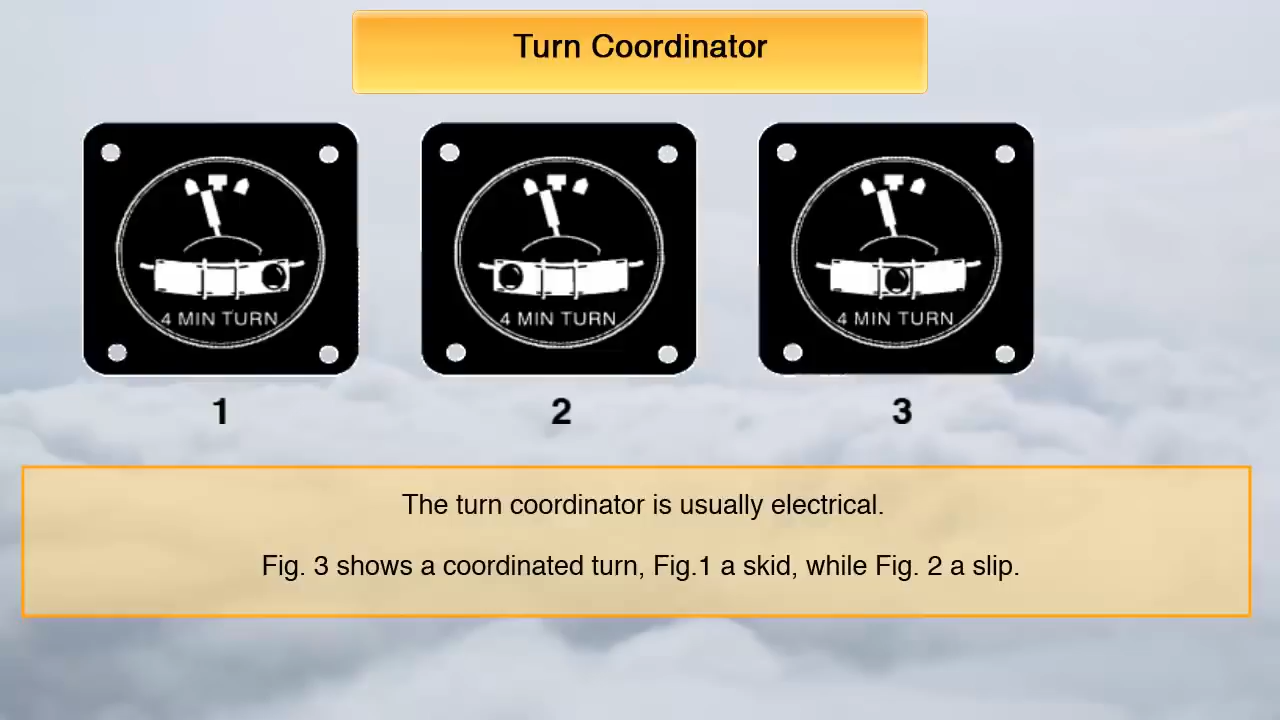 Turn Coordinator
4 MIN TURN
4 MIN TURN
4 MIN TURN
1
2
3
The turn coordinator is usually electrical.
Fig. 3 shows a coordinated turn, Fig.1 a skid, while Fig. 2 a slip.